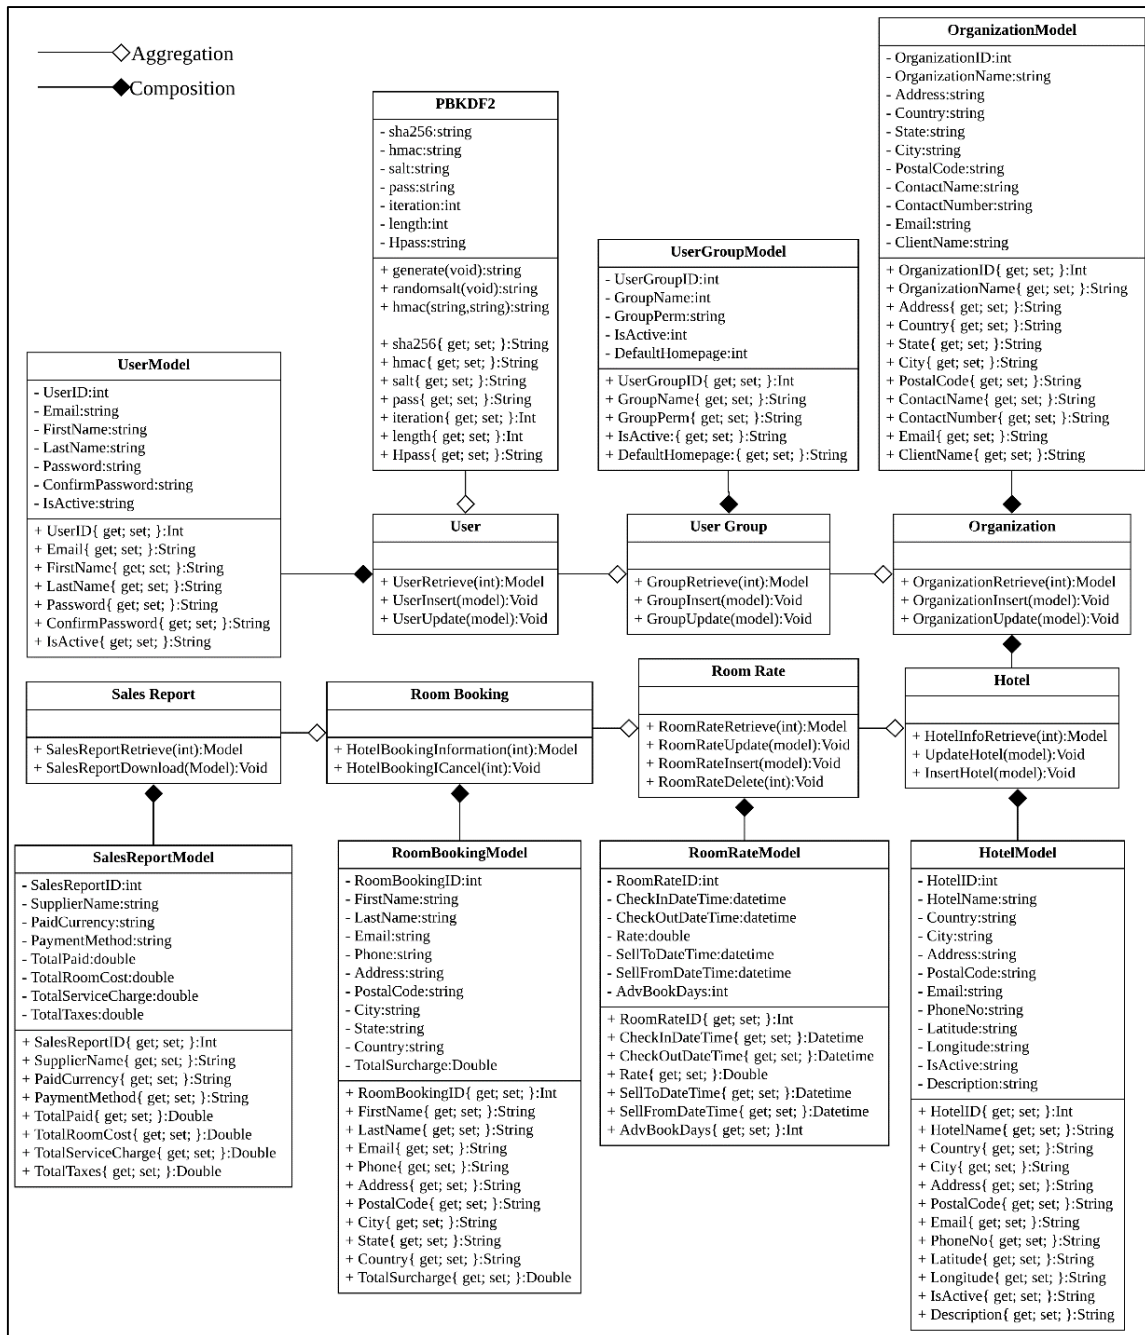 Aggregation
Composition
OrganizationModel
- OrganizationID:int
- OrganizationName:string
- Address:string
- Country:string
- State:string
- City:string
- PostalCode:string
- ContactName:string
- ContactNumber:string
- Email:string
- ClientName:string
+ OrganizationID{ get; set; }:Int
+ OrganizationName{ get; set; }:String
+ Address{ get; set; }:String
+ Country{ get; set; }:String
+ State{ get; set; }:String
+ City{ get; set; }:String
+ PostalCode{ get; set; }:String
+ ContactName{ get; set; }:String
+ ContactNumber{ get; set; }:String
+ Email{ get; set; }:String
+ ClientName{ get; set; }:String
PBKDF2
- sha256:string
- hmac:string
- salt:string
- pass:string
- iteration:int
- length:int
- Hpass:string
+ generate(void):string
+ randomsalt(void):string
+ hmac(string,string):string
+ sha256{ get; set; }:String
+ hmac{ get; set; }:String
+ salt{ get; set; }:String
+ pass{ get; set; }:String
+ iteration{ get; set; }:Int
+ length{ get; set; }:Int
+ Hpass{ get; set; }:String
UserGroupModel
- UserGroupID:int
- GroupName:int
- GroupPerm:string
- IsActive:int
- DefaultHomepage:int
+ UserGroupID{ get; set; }:Int
+ GroupName{ get; set; }:String
+ GroupPerm{ get; set; }:String
+ IsActive:{ get; set; }:String
+ DefaultHomepage:{ get; set; }:String
UserModel
- UserID:int
- Email:string
- FirstName:string
- LastName:string
- Password:string
- ConfirmPassword:string
- IsActive:string
+ UserID{ get; set; }:Int
+ Email{ get; set; }:String
+ FirstName{ get; set; }:String
+ LastName{ get; set; }:String
+ Password{ get; set; }:String
+ ConfirmPassword{ get; set; }:String
+ IsActive{ get; set; }:String
User
+ UserRetrieve(int):Model
+ UserInsert(model):Void
+ UserUpdate(model):Void
User Group
+ GroupRetrieve(int):Model
+ GroupInsert(model):Void
+ GroupUpdate(model):Void
Organization
+ OrganizationRetrieve(int):Model
+ OrganizationInsert(model):Void
+ OrganizationUpdate(model):Void
Sales Report
+ SalesReportRetrieve(int):Model
+ SalesReportDownload(Model):Void
Room Booking
+ HotelBookingInformation(int):Model
+ HotelBookingICancel(int):Void
Room Rate
+ RoomRateRetrieve(int):Model
+ RoomRateUpdate(model):Void
+ RoomRateInsert(model):Void
+ RoomRateDelete(int):Void
Hotel
+ HotelInfoRetrieve(int):Model
+ UpdateHotel(model):Void
+ InsertHotel(model):Void
SalesReportModel
- SalesReportID:int
- SupplierName:string
- PaidCurrency:string
- PaymentMethod:string
- TotalPaid:double
- TotalRoomCost:double
- TotalServiceCharge:double
- TotalTaxes:double
+ SalesReportID{ get; set; }:Int
+ SupplierName{ get; set; }:String
+ PaidCurrency{ get; set; }:String
+ PaymentMethod{ get; set; }:String
+ TotalPaid{ get; set; }:Double
+ TotalRoomCost{ get; set; }:Double
+ TotalServiceCharge{ get; set; }:Double
+ TotalTaxes{ get; set; }:Double
RoomBookingModel
- RoomBookingID:int
- FirstName:string
- LastName:string
- Email:string
- Phone:string
- Address:string
- PostalCode:string
- City:string
- State:string
- Country:string
- TotalSurcharge:Double
+ RoomBookingID{ get; set; }:Int
+ FirstName{ get; set; }:String
+ LastName{ get; set; }:String
+ Email{ get; set; }:String
+ Phone{ get; set; }:String
+ Address{ get; set; }:String
+ PostalCode{ get; set; }:String
+ City{ get; set; }:String
+ State{ get; set; }:String
+ Country{ get; set; }:String
+ TotalSurcharge{ get; set; }:Double
RoomRateModel
- RoomRateID:int
- CheckInDateTime:datetime
- CheckOutDateTime:datetime
- Rate:double
- SellToDateTime:datetime
- SellFromDateTime:datetime
- AdvBookDays:int
+ RoomRateID{ get; set; }:Int
+ CheckInDateTime{ get; set; }:Datetime
+ CheckOutDateTime{ get; set; }:Datetime
+ Rate{ get; set; }:Double
+ SellToDateTime{ get; set; }:Datetime
+ SellFromDateTime{ get; set; }:Datetime
+ AdvBookDays{ get; set; }:Int
HotelModel
- HotelID:int
- HotelName:string
- Country:string
- City:string
- Address:string
- PostalCode:string
- Email:string
- PhoneNo:string
- Latitude:string
- Longitude:string
- IsActive:string
- Description:string
+ HotelID{ get; set; }:Int
+ HotelName{ get; set; }:String
+ Country{ get; set; }:String
+ City{ get; set; }:String
+ Address{ get; set; }:String
+ PostalCode{ get; set; }:String
+ Email{ get; set; }:String
+ PhoneNo{ get; set; }:String
+ Latitude{ get; set; }:String
+ Longitude{ get; set; }:String
+ IsActive{ get; set; }:String
+ Description{ get; set; }:String